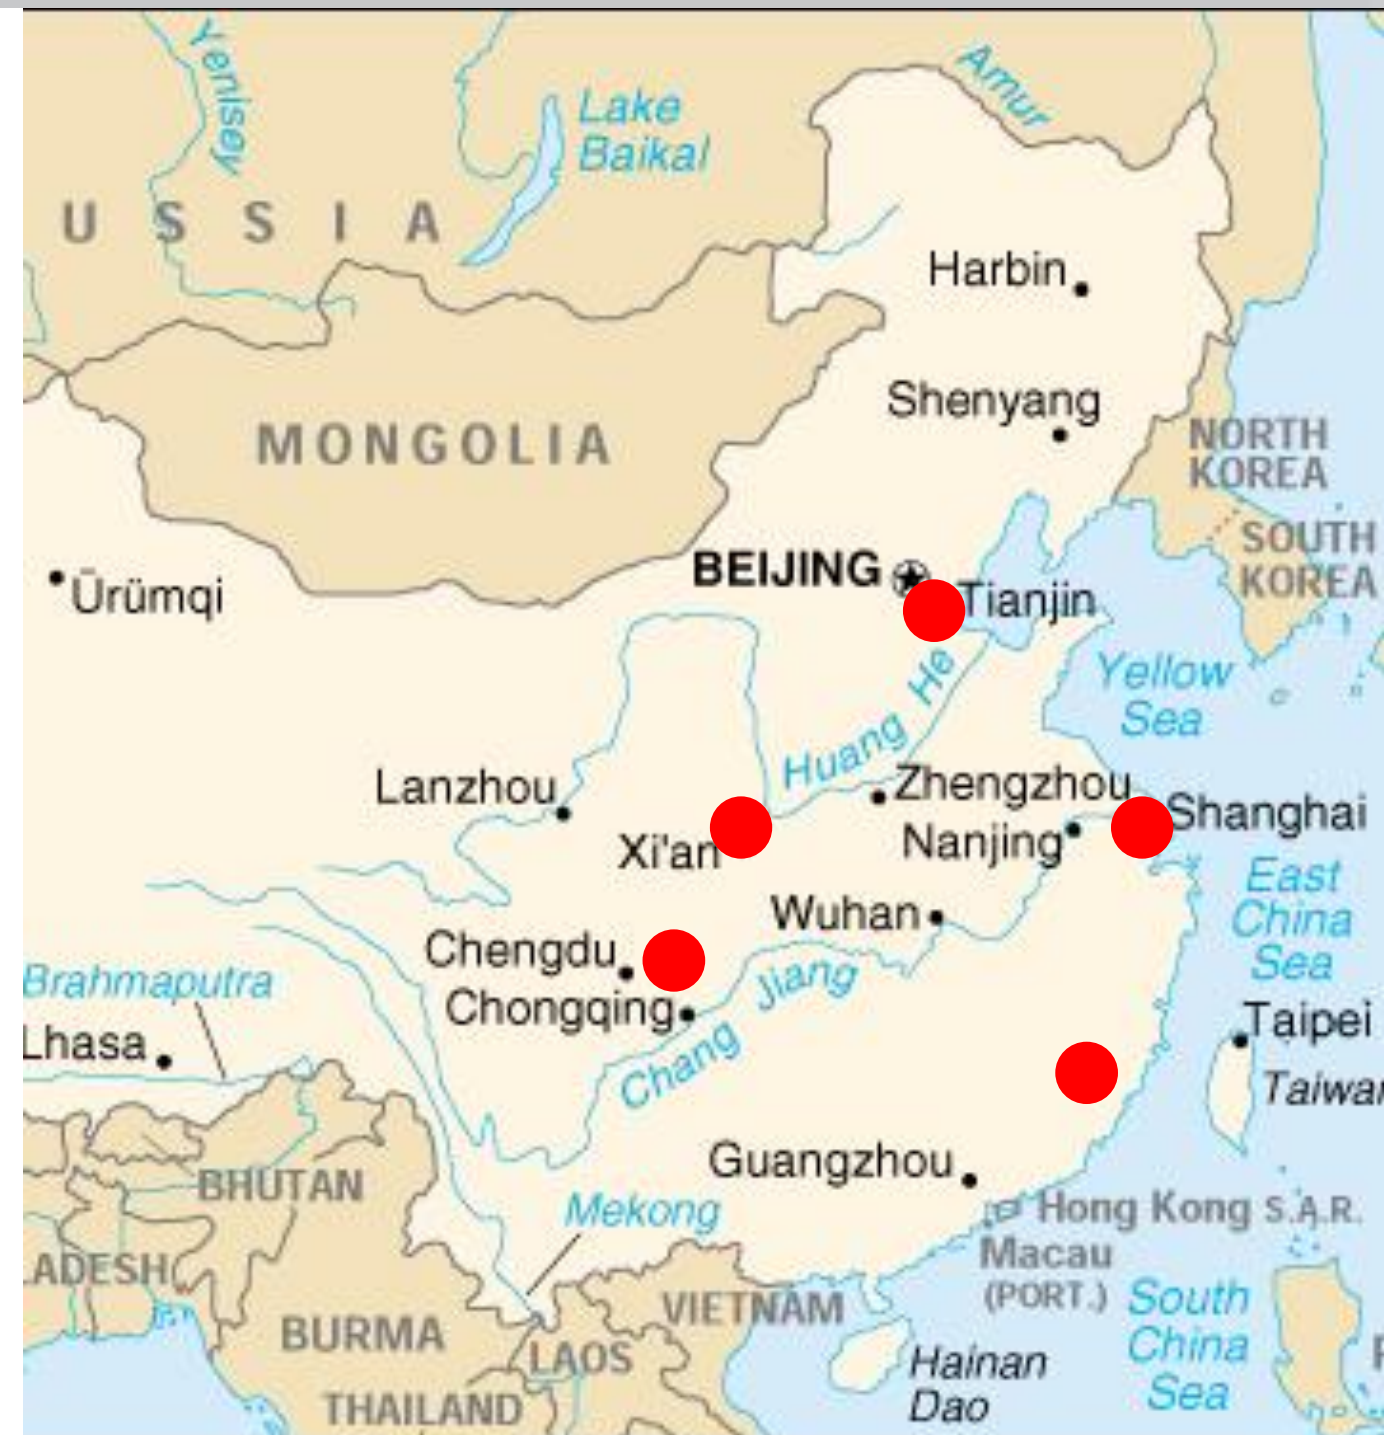 Yenisey
Lake
Baikal
Amur
U S S I A
Harbin
Shenyang
MONGOLIA
NORTH
KOREA
SOUTH
KOREA
BEIJING
Tianjin
Ürümqi
Yellow
Sea
Huang He
Lanzhou
Zhengzhou
Shanghai
Xi'an
Nanjing
East
China
Sea
Wuhan
Chengdu
Brahmaputra
Chang Jiang
Chongqing
Lhasa
Taipei
Taiwan
Guangzhou
BHUTAN
Mekong
Hong Kong S.A.R.
Macau
(PORT.)
LADESH
VIETNAM
South
China
Sea
BURMA
LAOS
Hainan
Dao
THAILAND
P